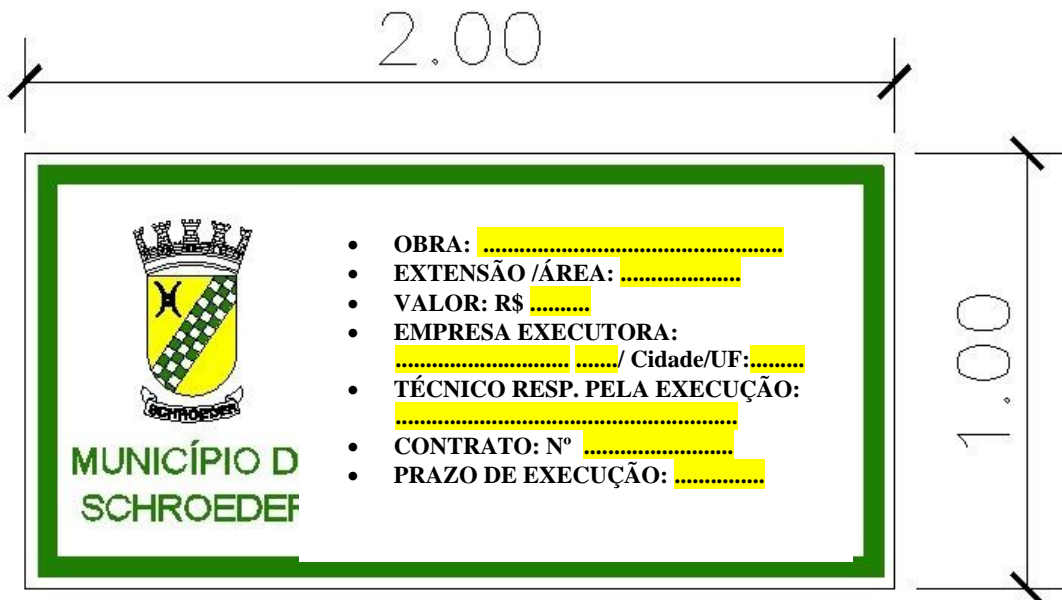 2.00
SCHROEDER
MUNICÍPIO D
SCHROEDER
• OBRA: ..................................................
• EXTENSÃO /ÁREA: ....................
• VALOR: R$ ..........
• EMPRESA EXECUTORA:
............................. ......./ Cidade/UF:.........
• TÉCNICO RESP. PELA EXECUÇÃO:
.........................................................
• CONTRATO: Nº .........................
• PRAZO DE EXECUÇÃO: ...............
1.00